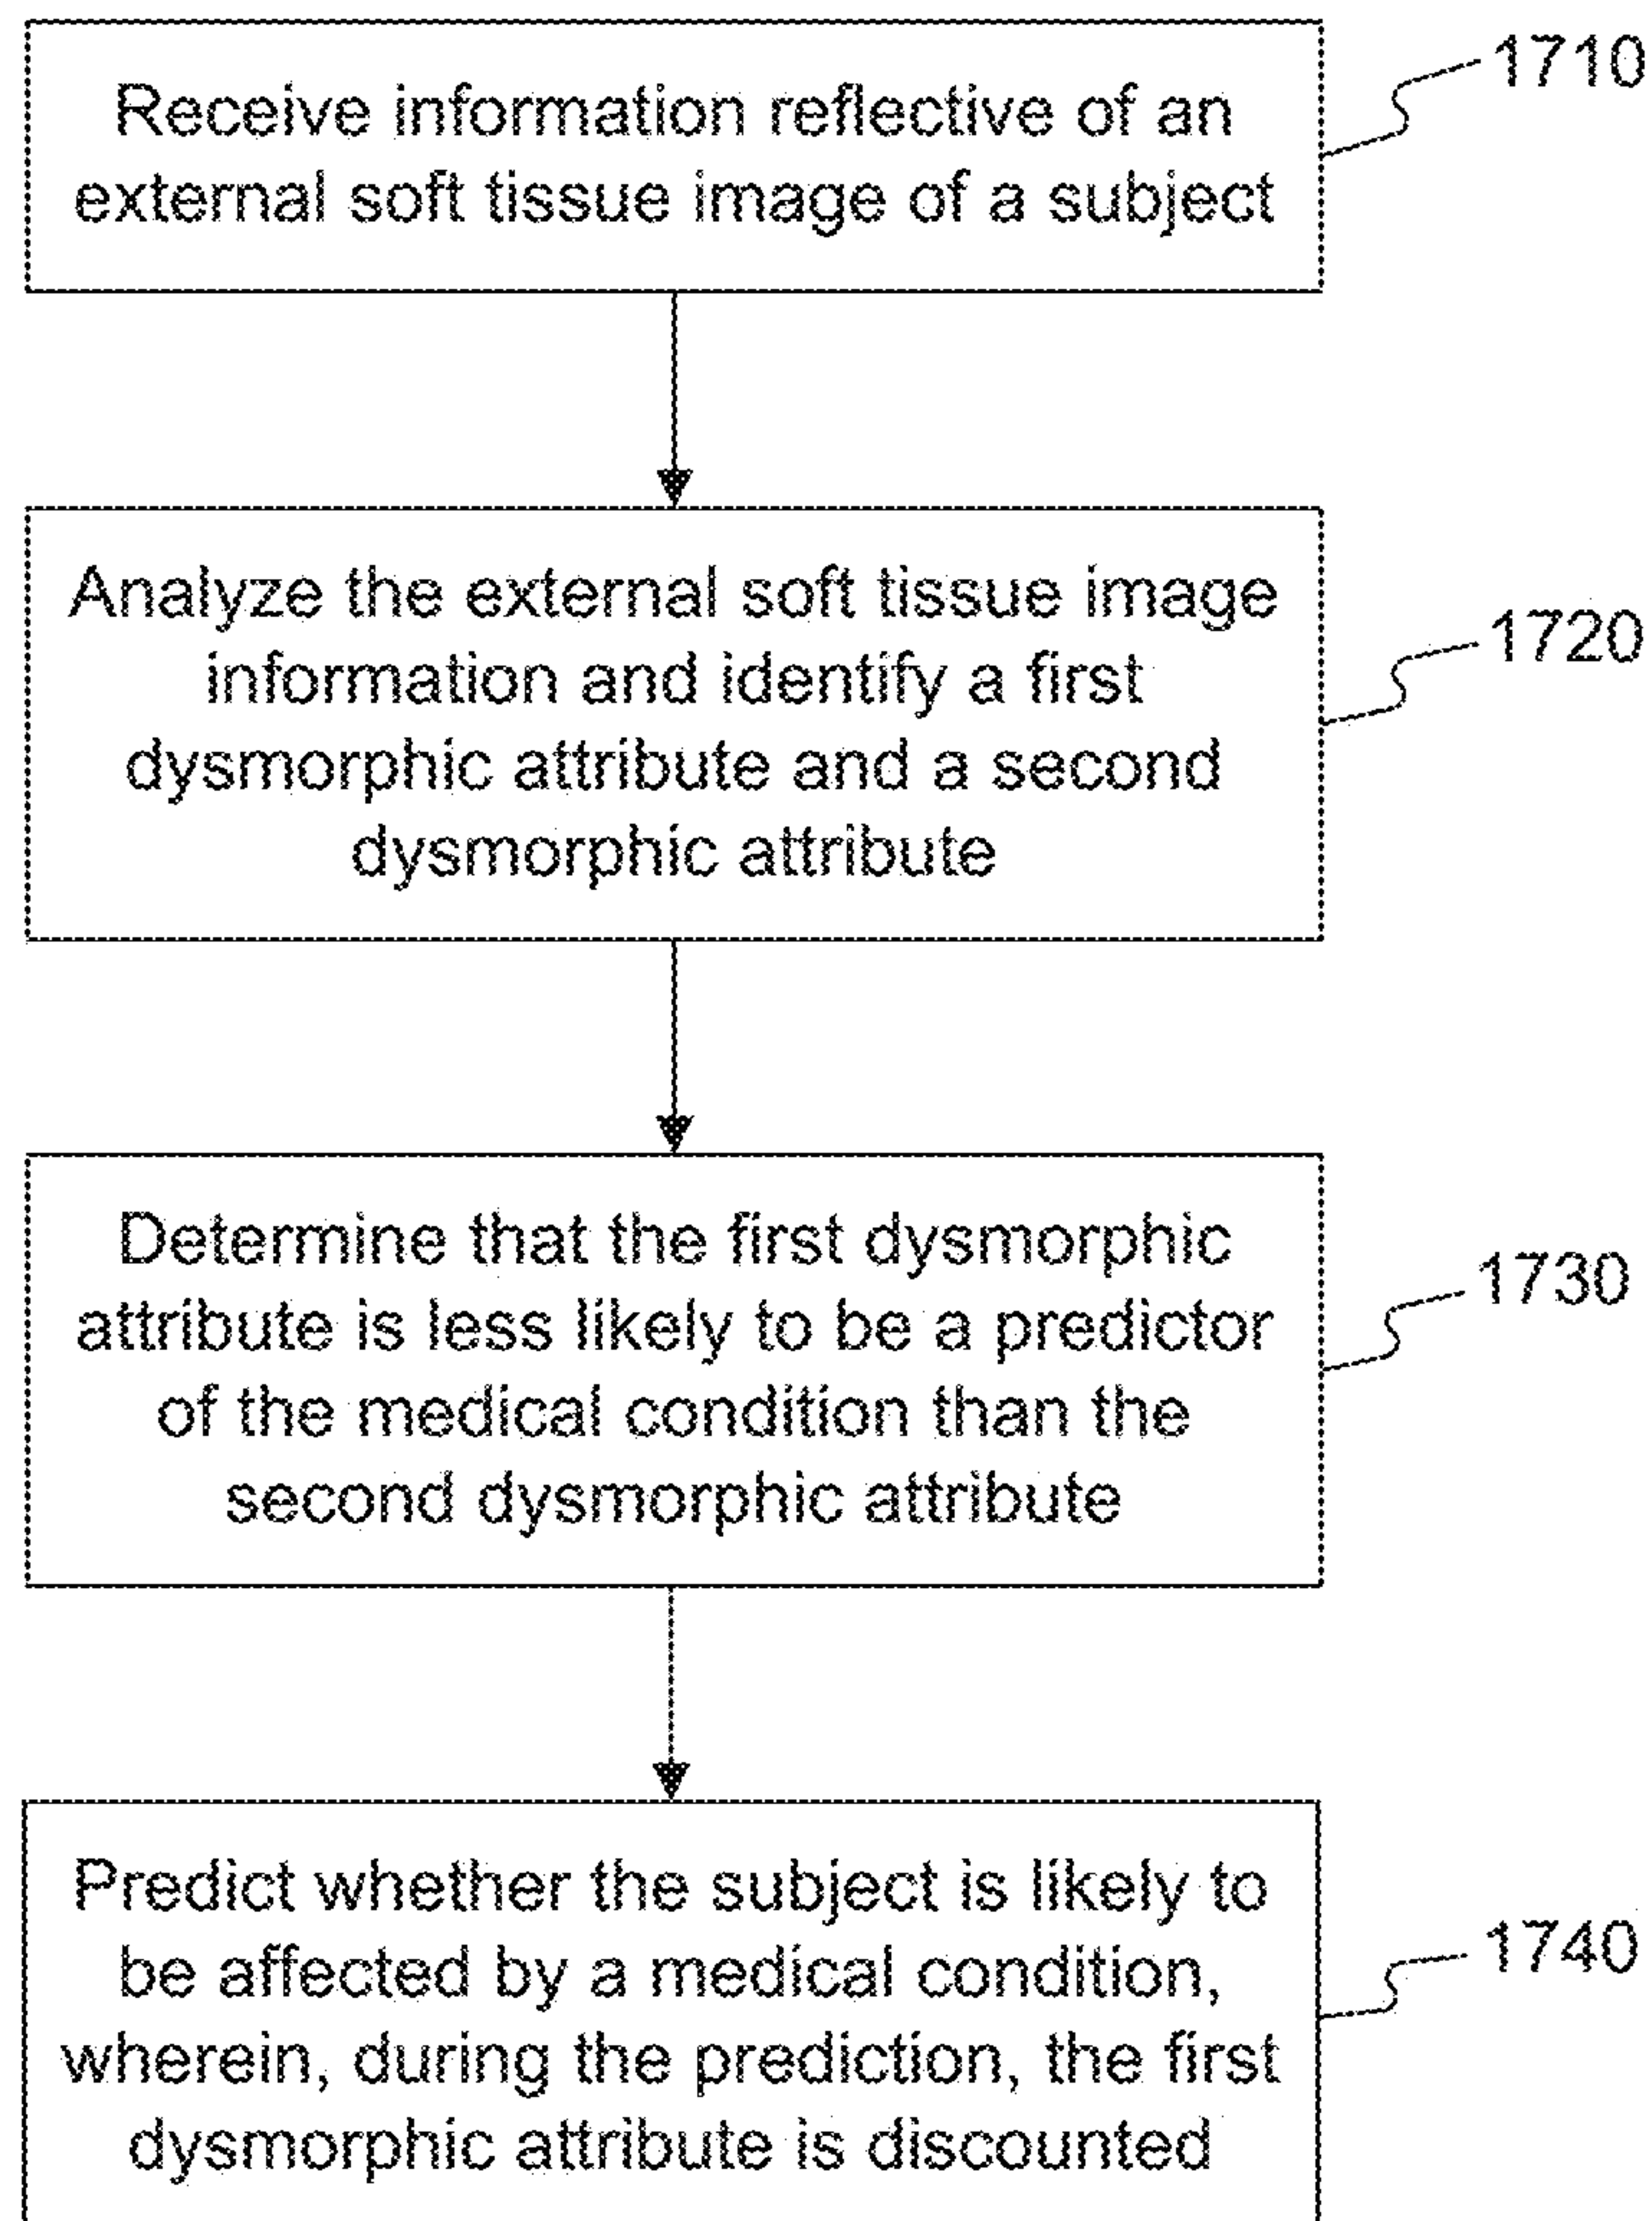 Receive information reflective of an
external soft tissue image of a subject
1710
Analyze the external soft tissue image
information and identify a first
dysmorphic attribute and a second
dysmorphic attribute
1720
Determine that the first dysmorphic
attribute is less likely to be a predictor
of the medical condition than the
second dysmorphic attribute
1730
Predict whether the subject is likely to
be affected by a medical condition,
wherein, during the prediction, the first
dysmorphic attribute is discounted
1740